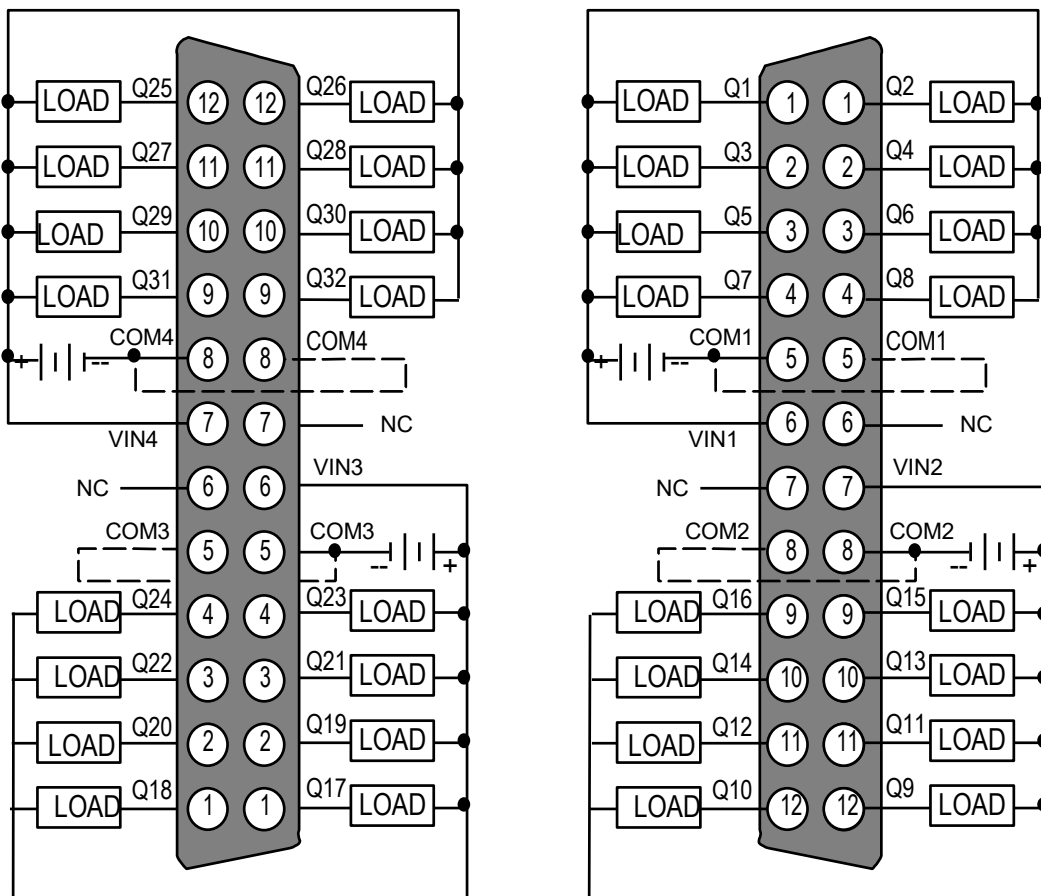 LOAD Q25 12 12 Q26 LOAD
LOAD Q27 11 11 Q28 LOAD
LOAD Q29 10 10 Q30 LOAD
LOAD Q31 9 9 Q32 LOAD
+ -- COM4 8 8 COM4
VIN4 7 7 NC
NC 6 6 VIN3
COM3 5 5 COM3 -- +
LOAD Q24 4 4 Q23 LOAD
LOAD Q22 3 3 Q21 LOAD
LOAD Q20 2 2 Q19 LOAD
LOAD Q18 1 1 Q17 LOAD
LOAD Q1 1 1 Q2 LOAD
LOAD Q3 2 2 Q4 LOAD
LOAD Q5 3 3 Q6 LOAD
LOAD Q7 4 4 Q8 LOAD
+ -- COM1 5 5 COM1
VIN1 6 6 NC
NC 7 7 VIN2
COM2 8 8 COM2 -- +
LOAD Q16 9 9 Q15 LOAD
LOAD Q14 10 10 Q13 LOAD
LOAD Q12 11 11 Q11 LOAD
LOAD Q10 12 12 Q9 LOAD